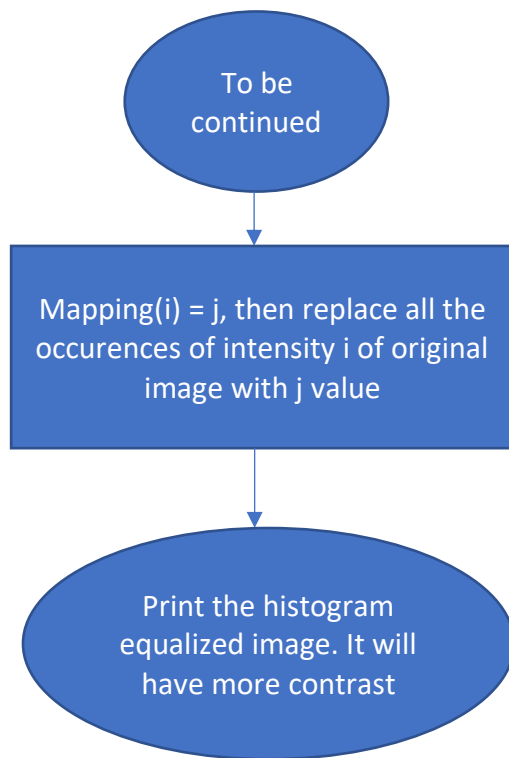 To be
continued
Mapping(i) = j, then replace all the
occurences of intensity i of original
image with j value
Print the histogram
equalized image. It will
have more contrast